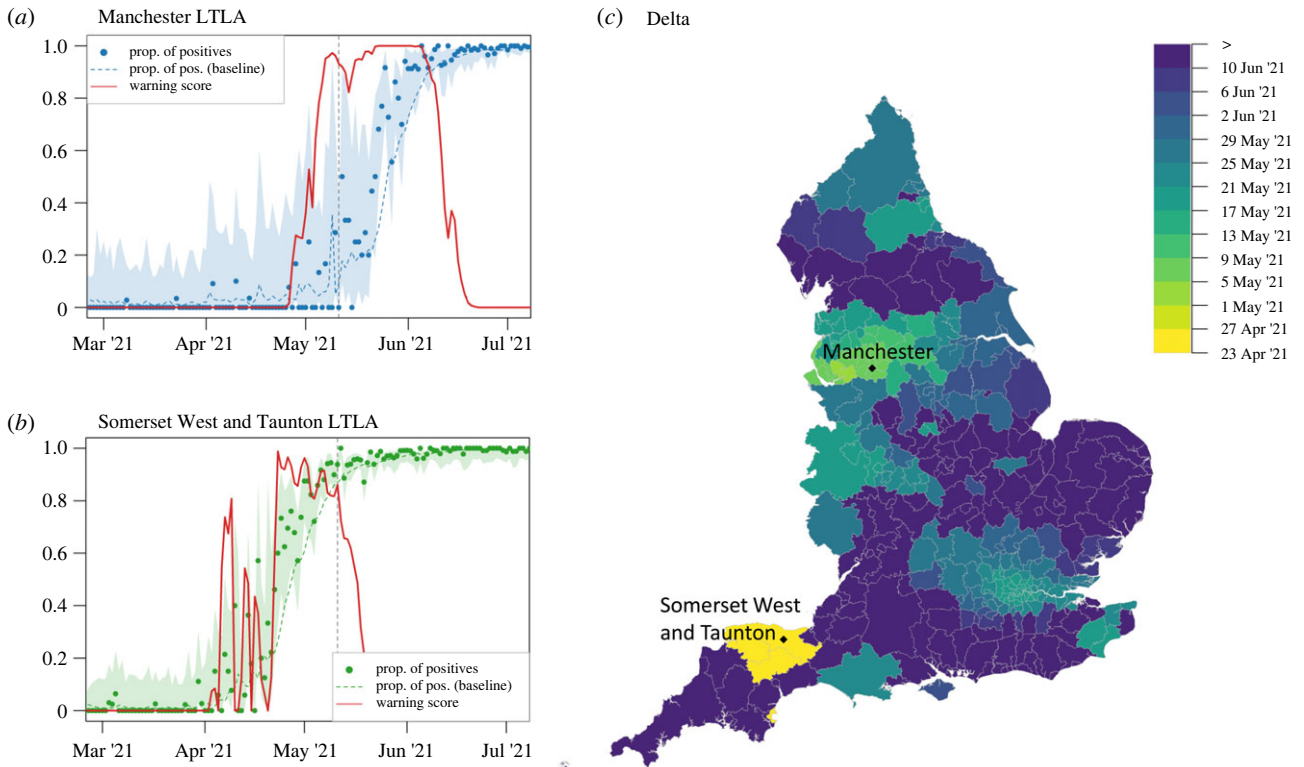 (a)
Manchester LTLA
1.0
0.8
0.6
0.4
0.2
0
prop. of positives
prop. of pos. (baseline)
warning score
Mar '21
Apr '21
May '21
Jun '21
Jul '21
(b)
Somerset West and Taunton LTLA
1.0
0.8
0.6
0.4
0.2
0
prop. of positives
prop. of pos. (baseline)
warning score
Mar '21
Apr '21
May '21
Jun '21
Jul '21
(c)
Delta
Manchester
Somerset West
and Taunton
>
10 Jun '21
6 Jun '21
2 Jun '21
29 May '21
25 May '21
21 May '21
17 May '21
13 May '21
9 May '21
5 May '21
1 May '21
27 Apr '21
23 Apr '21